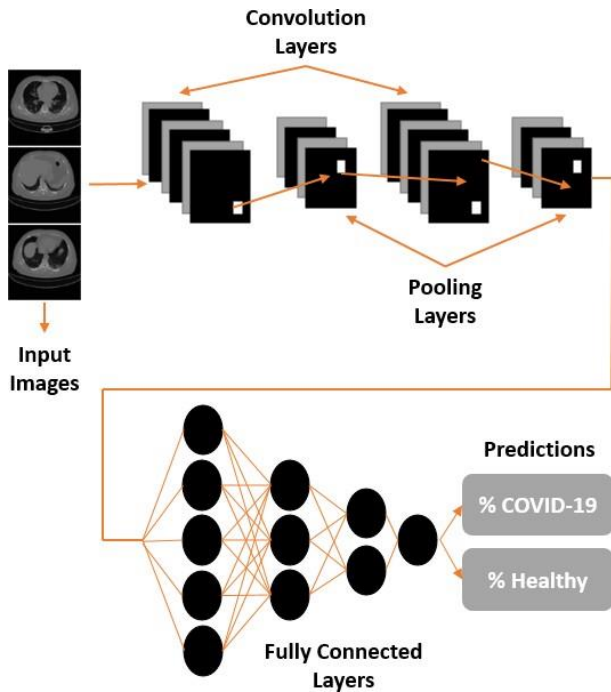 Convolution
Layers
Pooling
Layers
Input
Images
Predictions
% COVID-19
% Healthy
Fully Connected
Layers